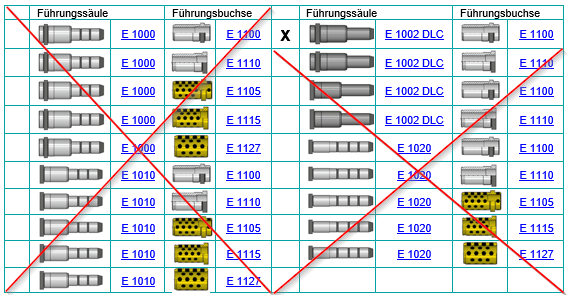 Führungssäule Führungsbuchse Führungssäule Führungsbuchse
E 1000 E 1100 X E 1002 DLC E 1100
E 1000 E 1110 E 1002 DLC E 1110
E 1000 E 1105 E 1002 DLC E 1100
E 1000 E 1115 E 1002 DLC E 1110
E 1000 E 1127 E 1020 E 1100
E 1010 E 1100 E 1020 E 1110
E 1010 E 1110 E 1020 E 1105
E 1010 E 1105 E 1020 E 1115
E 1010 E 1115 E 1020 E 1127
E 1010 E 1127